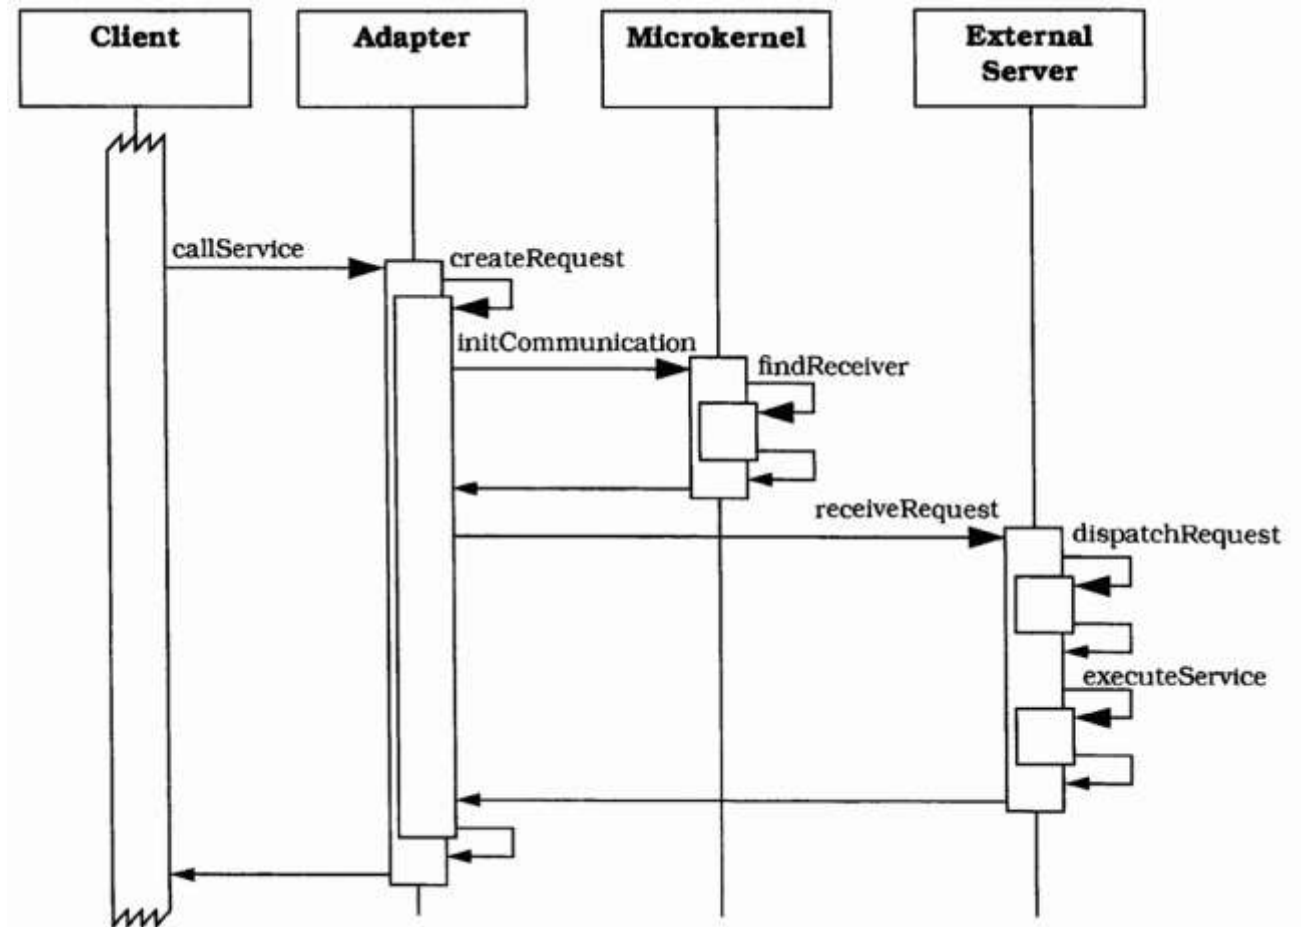 Client
Adapter
Microkernel
External
Server
callService
createRequest
initCommunication
findReceiver
receiveRequest
dispatchRequest
executeService